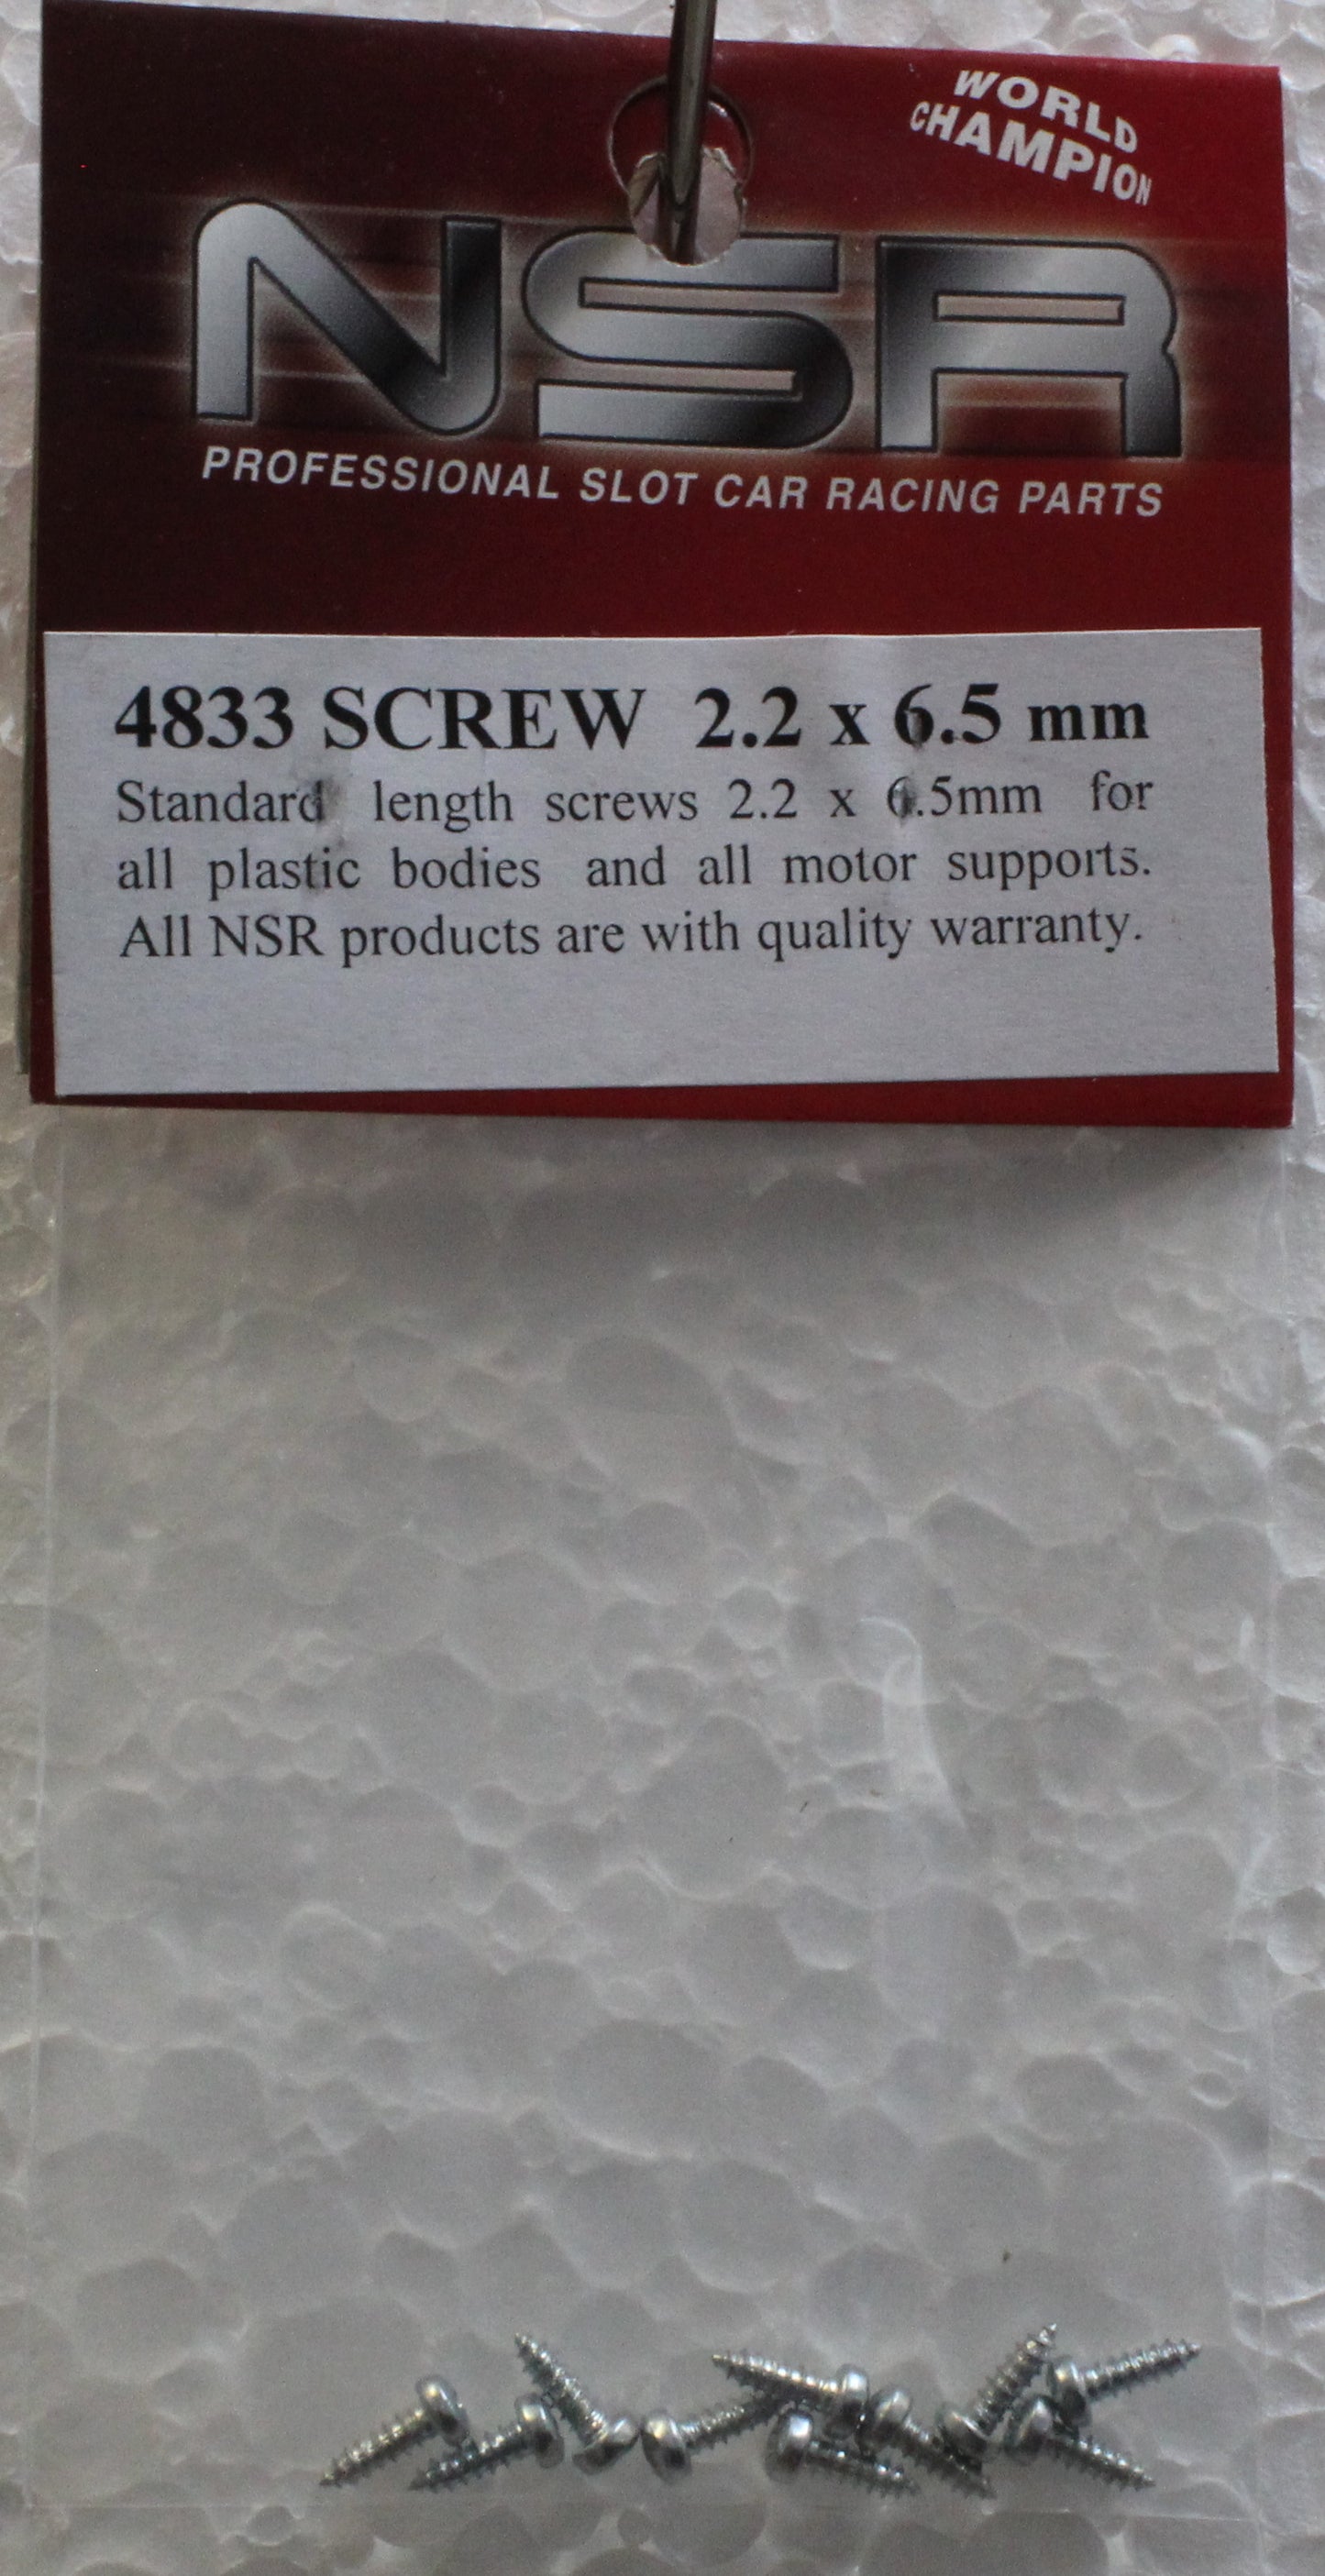 WORLD
CHAMPION
NSR
PROFESSIONAL SLOT CAR RACING PARTS
4833 SCREW 2.2 x 6.5 mm
Standard length screws 2.2 x 6.5mm for
all plastic bodies and all motor supports.
All NSR products are with quality warranty.